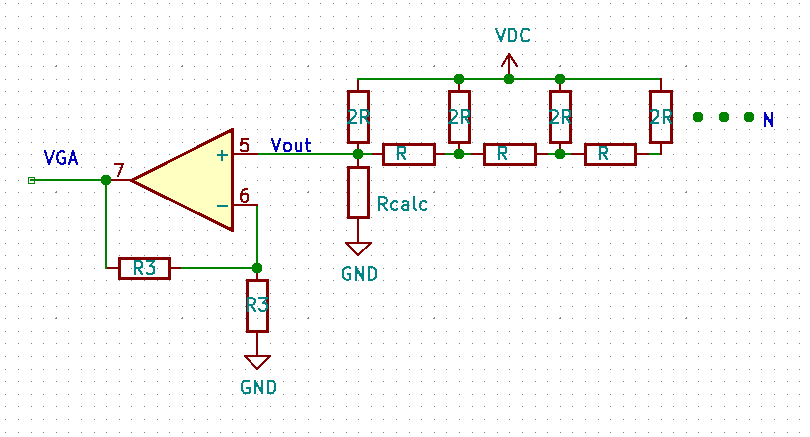 VDC
2R
2R
2R
2R
N
5
Vout
R
R
R
+
VGA
7
6
−
Rcalc
R3
GND
R3
GND